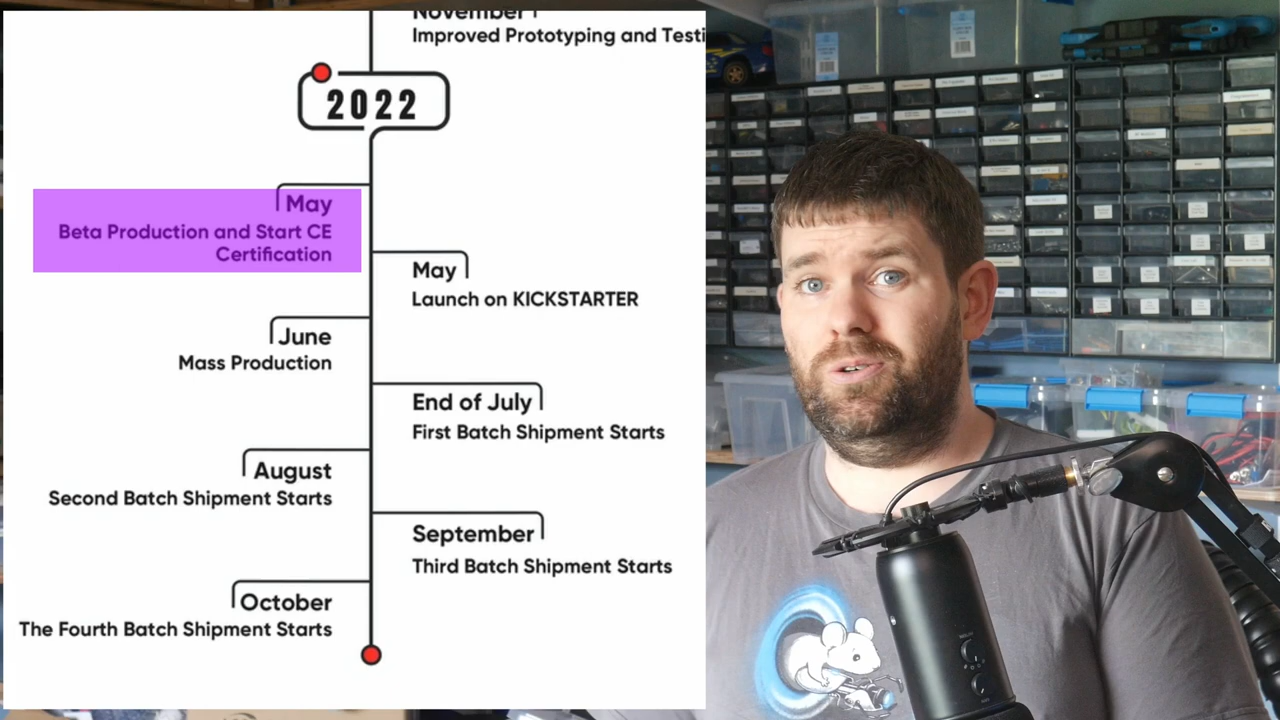 November
Improved Prototyping and Testi
2022
May
Beta Production and Start CE
Certification
May
Launch on KICKSTARTER
June
Mass Production
End of July
First Batch Shipment Starts
August
Second Batch Shipment Starts
September
Third Batch Shipment Starts
October
The Fourth Batch Shipment Starts